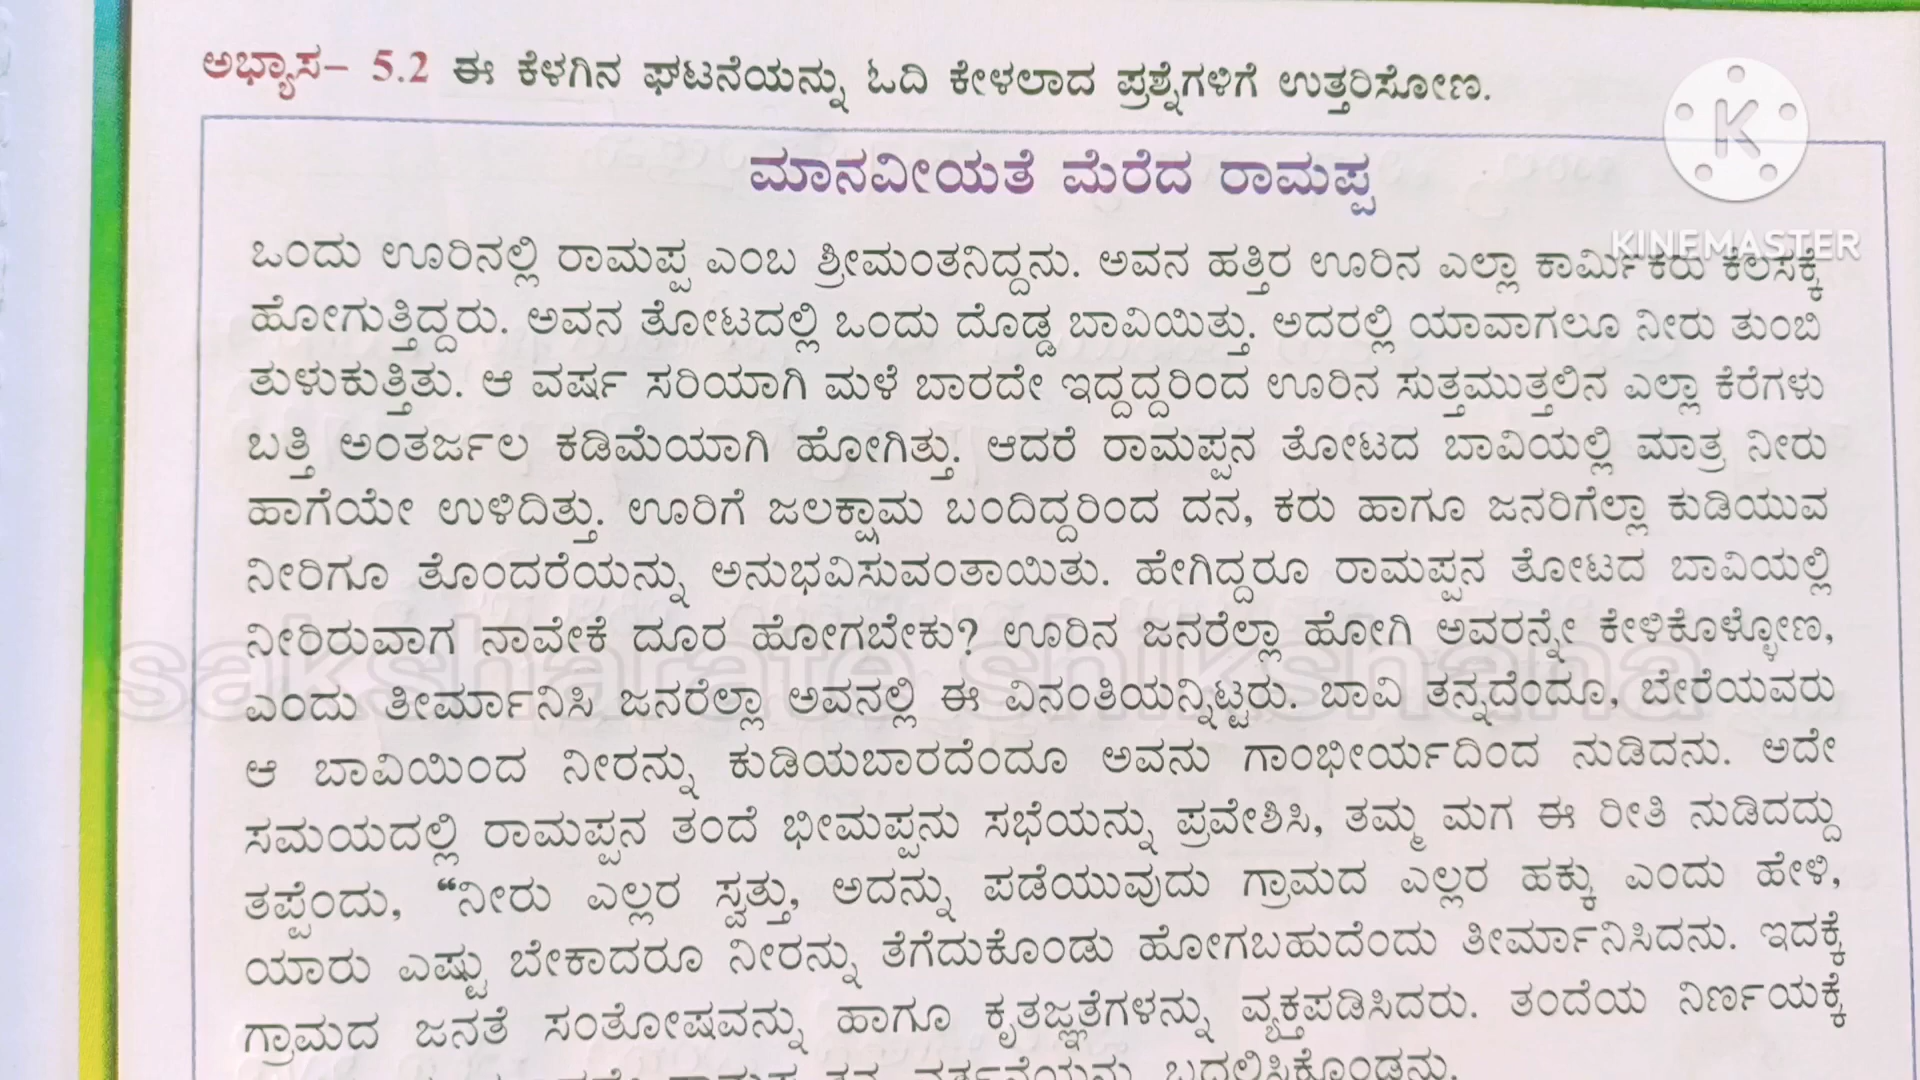 ಅಭ್ಯಾಸ– 5.2 ಈ ಕೆಳಗಿನ ಘಟನೆಯನ್ನು ಓದಿ ಕೇಳಲಾದ ಪ್ರಶ್ನೆಗಳಿಗೆ ಉತ್ತರಿಸೋಣ.
K
KINEMASTER
ಮಾನವೀಯತೆ ಮೆರೆದ ರಾಮಪ್ಪ
ಒಂದು ಊರಿನಲ್ಲಿ ರಾಮಪ್ಪ ಎಂಬ ಶ್ರೀಮಂತನಿದ್ದನು. ಅವನ ಹತ್ತಿರ ಊರಿನ ಎಲ್ಲಾ ಕಾರ್ಮಿಕರು ಕೆಲಸಕ್ಕೆ
ಹೋಗುತ್ತಿದ್ದರು. ಅವನ ತೋಟದಲ್ಲಿ ಒಂದು ದೊಡ್ಡ ಬಾವಿಯಿತ್ತು. ಅದರಲ್ಲಿ ಯಾವಾಗಲೂ ನೀರು ತುಂಬಿ
ತುಳುಕುತ್ತಿತು. ಆ ವರ್ಷ ಸರಿಯಾಗಿ ಮಳೆ ಬಾರದೇ ಇದ್ದದ್ದರಿಂದ ಊರಿನ ಸುತ್ತಮುತ್ತಲಿನ ಎಲ್ಲಾ ಕೆರೆಗಳು
ಬತ್ತಿ ಅಂತರ್ಜಲ ಕಡಿಮೆಯಾಗಿ ಹೋಗಿತ್ತು. ಆದರೆ ರಾಮಪ್ಪನ ತೋಟದ ಬಾವಿಯಲ್ಲಿ ಮಾತ್ರ ನೀರು
ಹಾಗೆಯೇ ಉಳಿದಿತ್ತು. ಊರಿಗೆ ಜಲಕ್ಷಾಮ ಬಂದಿದ್ದರಿಂದ ದನ, ಕರು ಹಾಗೂ ಜನರಿಗೆಲ್ಲಾ ಕುಡಿಯುವ
ನೀರಿಗೂ ತೊಂದರೆಯನ್ನು ಅನುಭವಿಸುವಂತಾಯಿತು. ಹೇಗಿದ್ದರೂ ರಾಮಪ್ಪನ ತೋಟದ ಬಾವಿಯಲ್ಲಿ
ನೀರಿರುವಾಗ ನಾವೇಕೆ ದೂರ ಹೋಗಬೇಕು? ಊರಿನ ಜನರೆಲ್ಲಾ ಹೋಗಿ ಅವರನ್ನೇ ಕೇಳಿಕೊಳ್ಳೋಣ,
saksharate shikshana
ಎಂದು ತೀರ್ಮಾನಿಸಿ ಜನರೆಲ್ಲಾ ಅವನಲ್ಲಿ ಈ ವಿನಂತಿಯನ್ನಿಟ್ಟರು. ಬಾವಿ ತನ್ನದೆಂದೂ, ಬೇರೆಯವರು
ಆ ಬಾವಿಯಿಂದ ನೀರನ್ನು ಕುಡಿಯಬಾರದೆಂದೂ ಅವನು ಗಾಂಭೀರ್ಯದಿಂದ ನುಡಿದನು. ಅದೇ
ಸಮಯದಲ್ಲಿ ರಾಮಪ್ಪನ ತಂದೆ ಭೀಮಪ್ಪನು ಸಭೆಯನ್ನು ಪ್ರವೇಶಿಸಿ, ತಮ್ಮ ಮಗ ಈ ರೀತಿ ನುಡಿದದ್ದು
ತಪ್ಪೆಂದು, “ನೀರು ಎಲ್ಲರ ಸ್ವತ್ತು, ಅದನ್ನು ಪಡೆಯುವುದು ಗ್ರಾಮದ ಎಲ್ಲರ ಹಕ್ಕು ಎಂದು ಹೇಳಿ,
ಯಾರು ಎಷ್ಟು ಬೇಕಾದರೂ ನೀರನ್ನು ತೆಗೆದುಕೊಂಡು ಹೋಗಬಹುದೆಂದು ತೀರ್ಮಾನಿಸಿದನು. ಇದಕ್ಕೆ
ಗ್ರಾಮದ ಜನತೆ ಸಂತೋಷವನ್ನು ಹಾಗೂ ಕೃತಜ್ಞತೆಗಳನ್ನು ವ್ಯಕ್ತಪಡಿಸಿದರು. ತಂದೆಯ ನಿರ್ಣಯಕ್ಕೆ
ಬದಲಿಸಿಕೊಂಡನು.